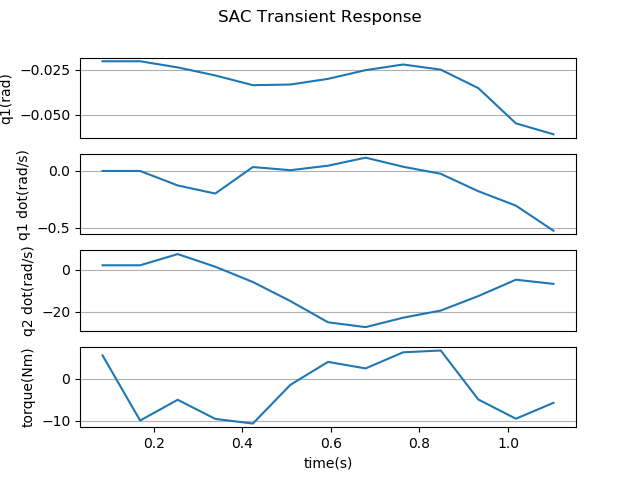 SAC Transient Response
q1(rad)
−0.025
−0.050
q1 dot(rad/s)
0.0
−0.5
q2 dot(rad/s)
0
−20
torque(Nm)
0
−10
0.2 0.4 0.6 0.8 1.0
time(s)